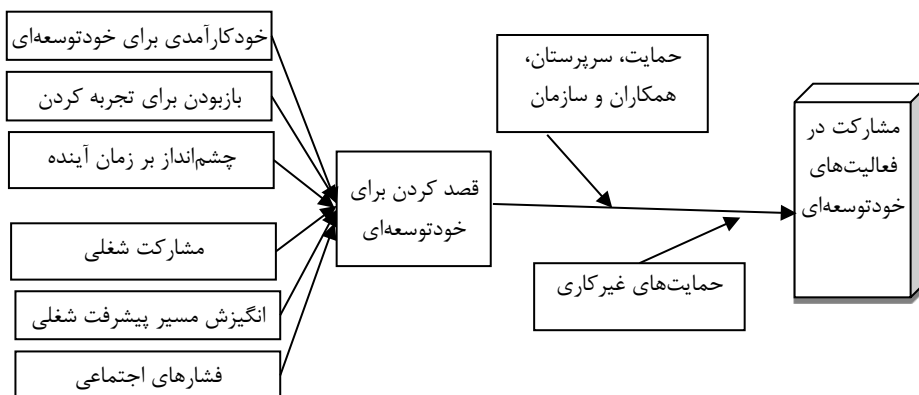 خودکارآمدی برای خودتوسعه‌ای
بازبودن برای تجربه کردن
چشم‌انداز بر زمان آینده
مشارکت شغلی
انگیزش مسیر پیشرفت شغلی
فشارهای اجتماعی
قصد کردن برای
خودتوسعه‌ای
حمایت، سرپرستان،
همکاران و سازمان
حمایت‌های غیرکاری
مشارکت در
فعالیت‌های
خودتوسعه‌ای